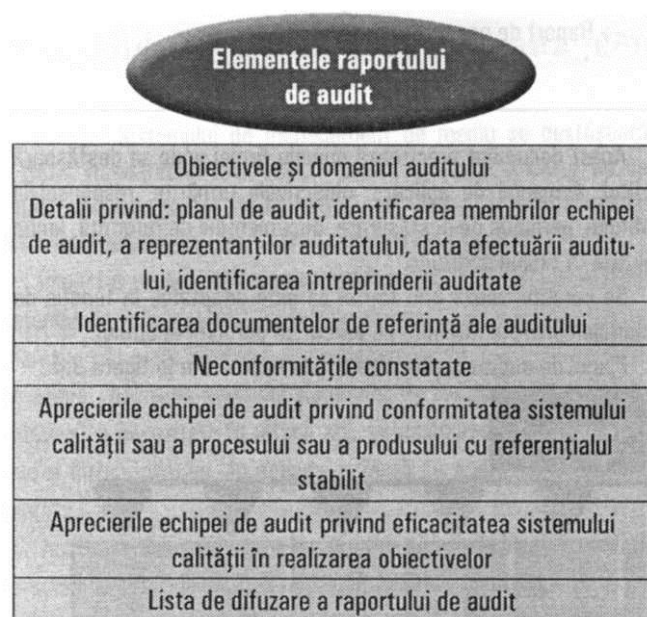 Elementele raportului
de audit
Obiectivele și domeniul auditului
Detalii privind: planul de audit, identificarea membrilor echipei
de audit, a reprezentanților auditatului, data efectuării auditu-
lui, identificarea întreprinderii auditate
Identificarea documentelor de referință ale auditului
Neconformitățile constatate
Aprecierile echipei de audit privind conformitatea sistemului
calității sau a procesului sau a produsului cu referențialul
stabilit
Aprecierile echipei de audit privind eficacitatea sistemului
calității în realizarea obiectivelor
Lista de difuzare a raportului de audit